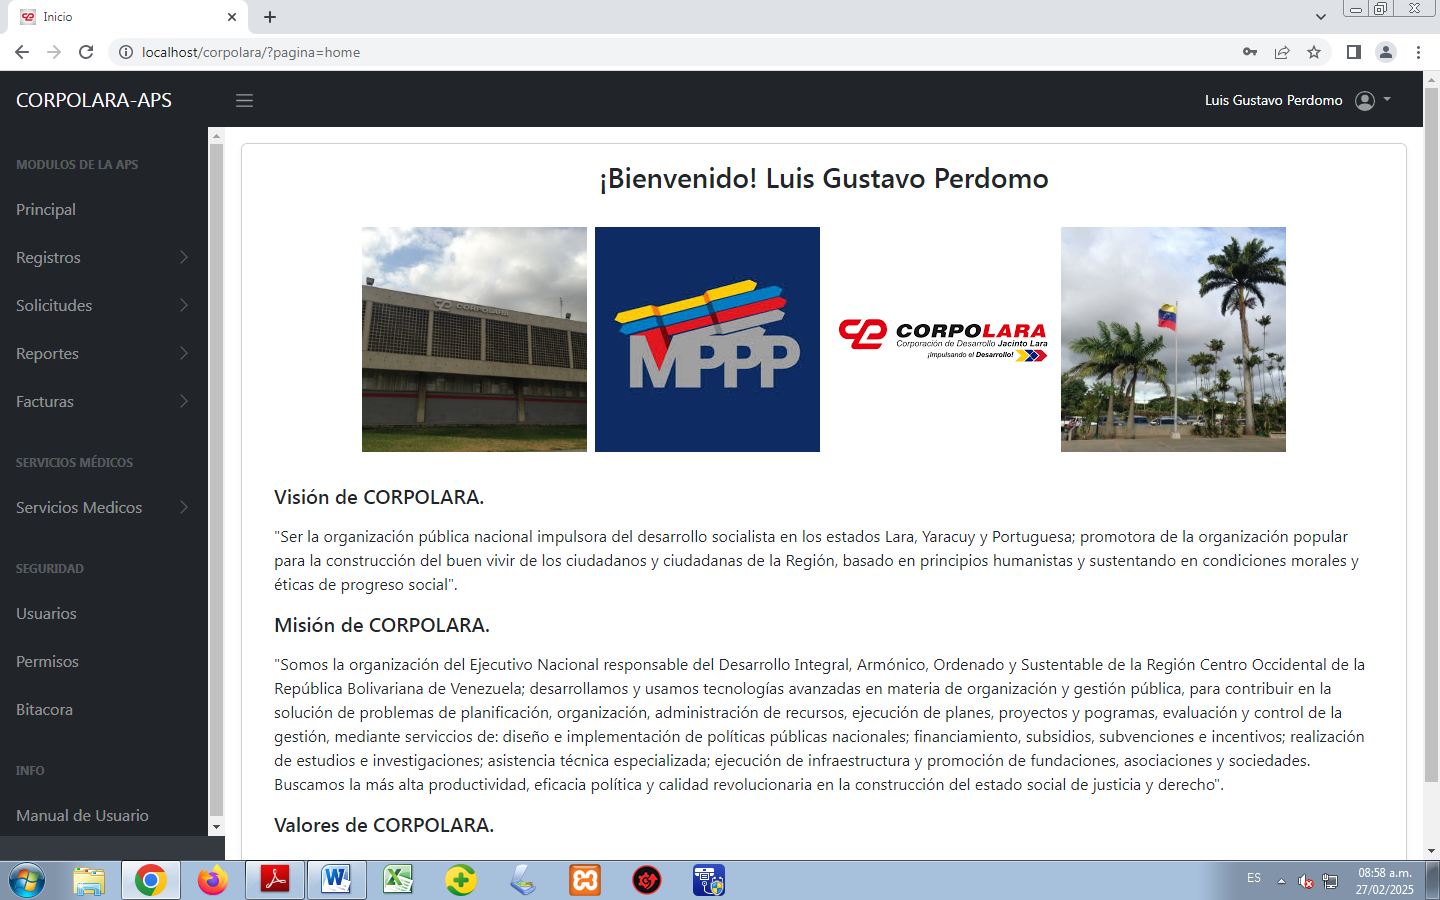 Inicio
localhost/corpolara/?pagina=home
CORPOLARA-APS
Luis Gustavo Perdomo
MODULOS DE LA APS
Principal
Registros
Solicitudes
Reportes
Facturas
SERVICIOS MÉDICOS
Servicios Medicos
SEGURIDAD
Usuarios
Permisos
Bitacora
INFO
Manual de Usuario
¡Bienvenido! Luis Gustavo Perdomo
CORPOLARA
MPPP
CORPOLARA
Corporación de Desarrollo Jacinto Lara
¡Impulsando el Desarrollo!
Visión de CORPOLARA.
"Ser la organización pública nacional impulsora del desarrollo socialista en los estados Lara, Yaracuy y Portuguesa; promotora de la organización popular
para la construcción del buen vivir de los ciudadanos y ciudadanas de la Región, basado en principios humanistas y sustentando en condiciones morales y
éticas de progreso social".
Misión de CORPOLARA.
"Somos la organización del Ejecutivo Nacional responsable del Desarrollo Integral, Armónico, Ordenado y Sustentable de la Región Centro Occidental de la
República Bolivariana de Venezuela; desarrollamos y usamos tecnologías avanzadas en materia de organización y gestión pública, para contribuir en la
solución de problemas de planificación, organización, administración de recursos, ejecución de planes, proyectos y pogramas, evaluación y control de la
gestión, mediante serviccios de: diseño e implementación de políticas públicas nacionales; financiamiento, subsidios, subvenciones e incentivos; realización
de estudios e investigaciones; asistencia técnica especializada; ejecución de infraestructura y promoción de fundaciones, asociaciones y sociedades.
Buscamos la más alta productividad, eficacia política y calidad revolucionaria en la construcción del estado social de justicia y derecho".
Valores de CORPOLARA.
ES
08:58 a.m.
27/02/2025